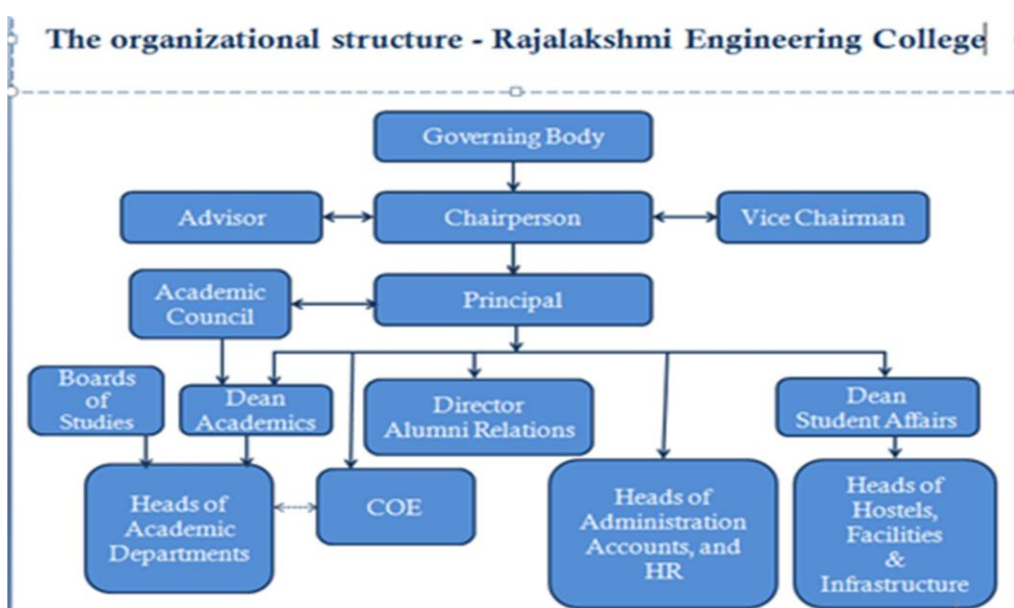 The organizational structure - Rajalakshmi Engineering College
Governing Body
Advisor
Chairperson
Vice Chairman
Academic
Council
Principal
Boards
of
Studies
Dean
Academics
Director
Alumni Relations
Dean
Student Affairs
Heads of
Academic
Departments
COE
Heads of
Administration
Accounts, and
HR
Heads of
Hostels,
Facilities
&
Infrastructure